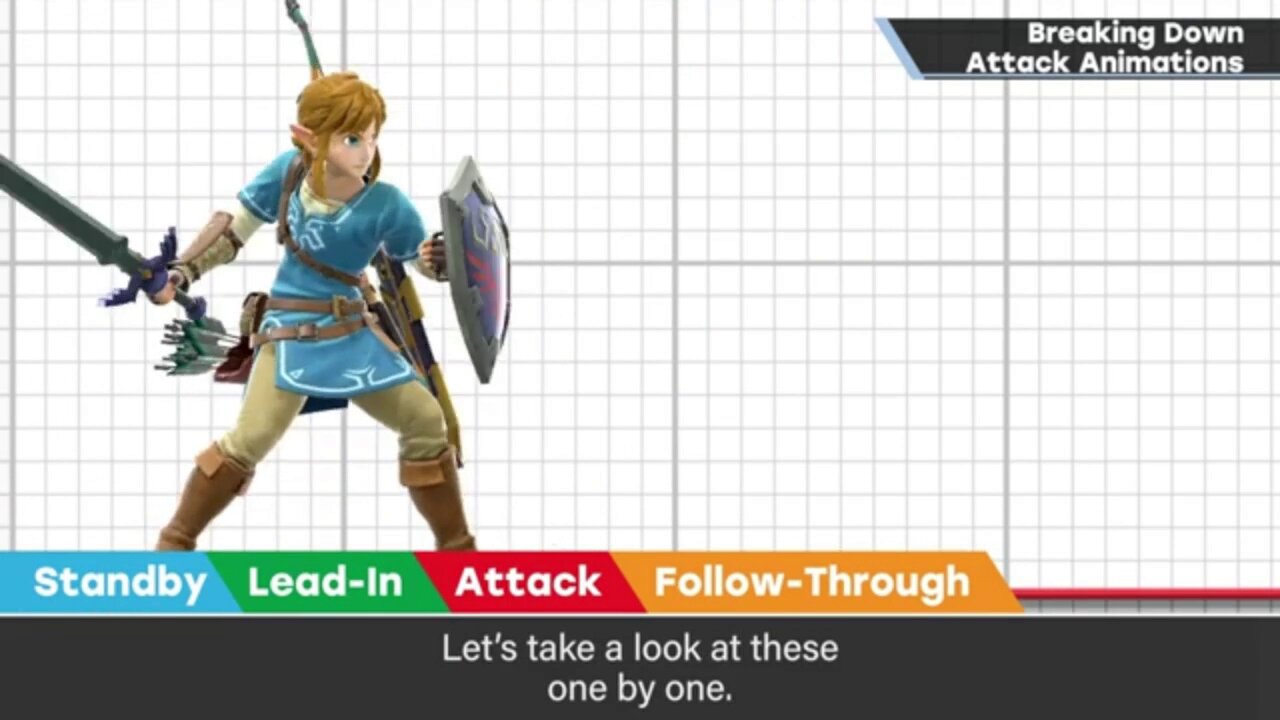 Breaking Down
Attack Animations
Standby Lead-In Attack Follow-Through
Let's take a look at these
one by one.